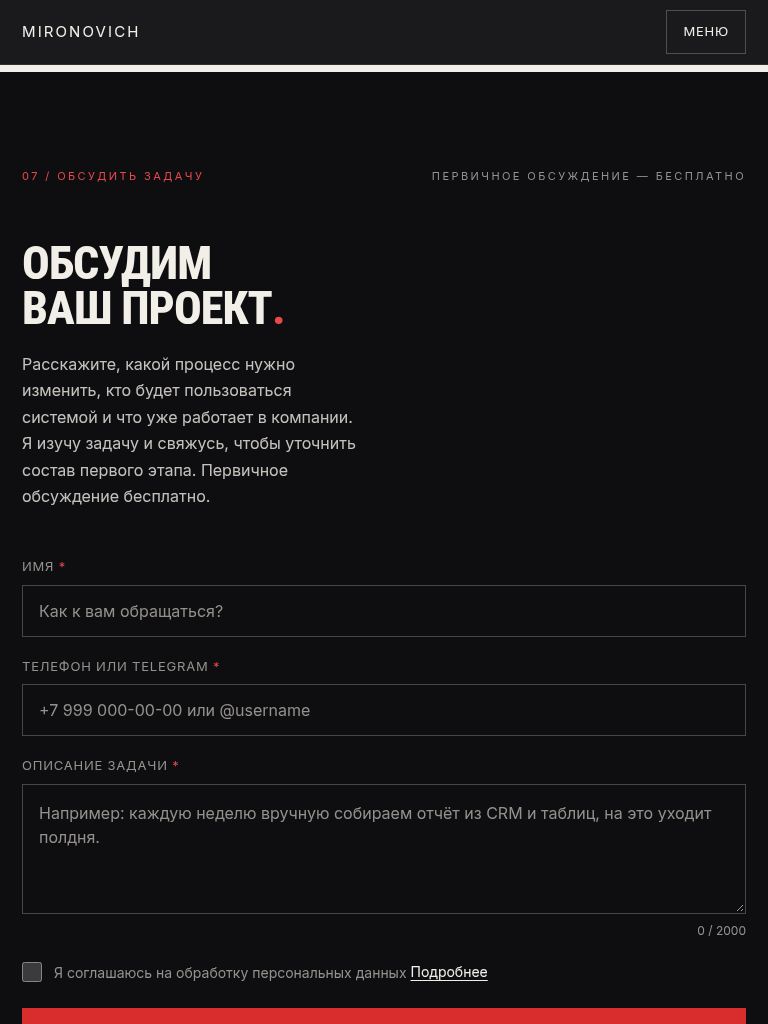 MIRONOVICH
МЕНЮ
07 / ОБСУДИТЬ ЗАДАЧУ
ПЕРВИЧНОЕ ОБСУЖДЕНИЕ — БЕСПЛАТНО
ОБСУДИМ
ВАШ ПРОЕКТ.
Расскажите, какой процесс нужно
изменить, кто будет пользоваться
системой и что уже работает в компании.
Я изучу задачу и свяжусь, чтобы уточнить
состав первого этапа. Первичное
обсуждение бесплатно.
ИМЯ *
Как к вам обращаться?
ТЕЛЕФОН ИЛИ TELEGRAM *
+7 999 000-00-00 или @username
ОПИСАНИЕ ЗАДАЧИ *
Например: каждую неделю вручную собираем отчёт из CRM и таблиц, на это уходит
полдня.
0 / 2000
Я соглашаюсь на обработку персональных данных Подробнее